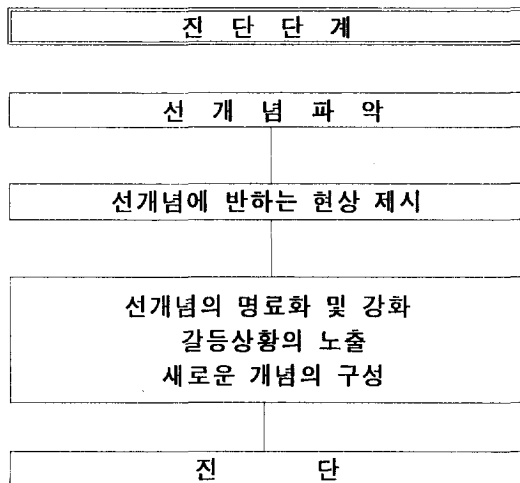 진 단 단 계
선 개 념 파 악
선개념에 반하는 현상 제시
선개념의 명료화 및 강화
갈등상황의 노출
새로운 개념의 구성
진 단